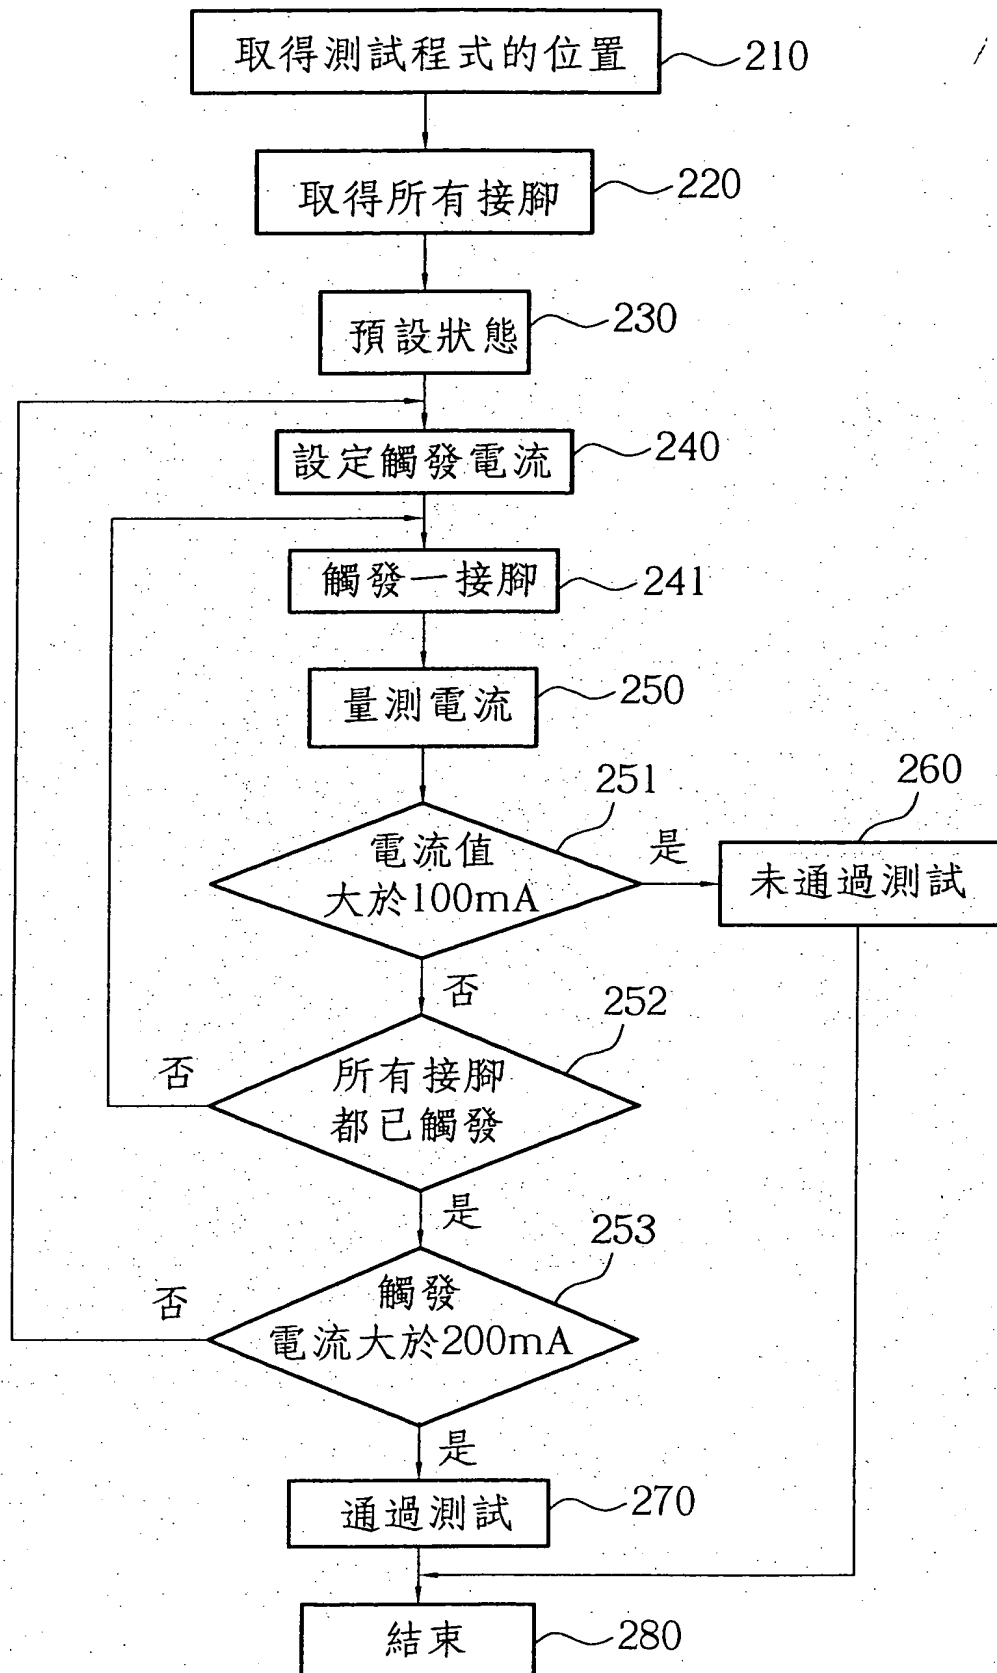 取得測試程式的位置
210
取得所有接腳
220
預設狀態
230
設定觸發電流
240
觸發一接腳
241
量測電流
250
251
260
電流值
大於100mA
是
未通過測試
否
252
所有接腳
都已觸發
否
是
253
觸發
電流大於200mA
否
是
通過測試
270
結束
280